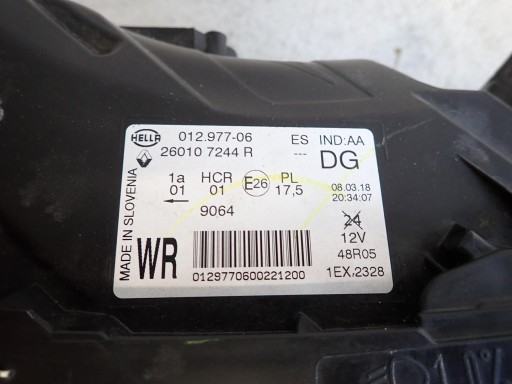 HELLA 012.977-06 ES IND:AA
26010 7244 R --- DG
1a HCR E26 PL 08.03.18
01 01 17,5 20:34:07
9064 24
12V
MADE IN SLOVENIA
WR 48R05
0129770600221200 1EX,2328